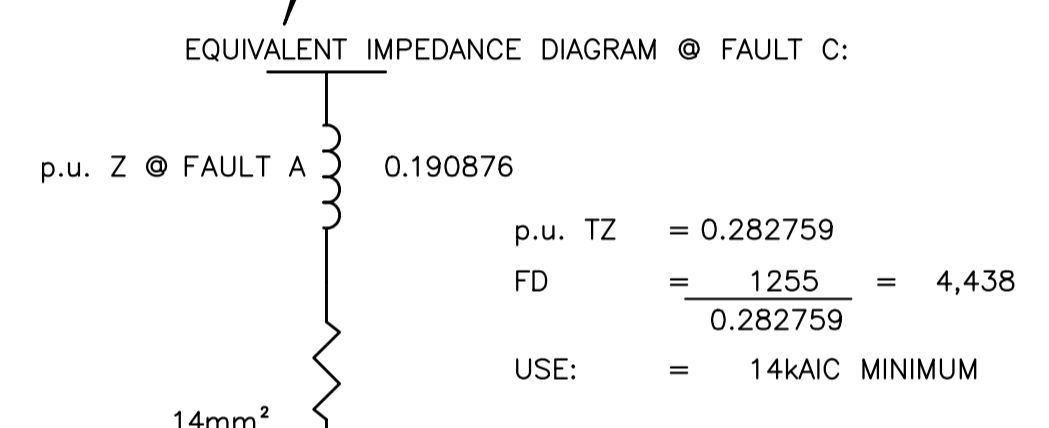 EQUIVALENT IMPEDANCE DIAGRAM @ FAULT C:
p.u. Z @ FAULT A 0.190876
p.u. TZ = 0.282759
FD = 1255 = 4,438
0.282759
USE: = 14kAIC MINIMUM
14mm²